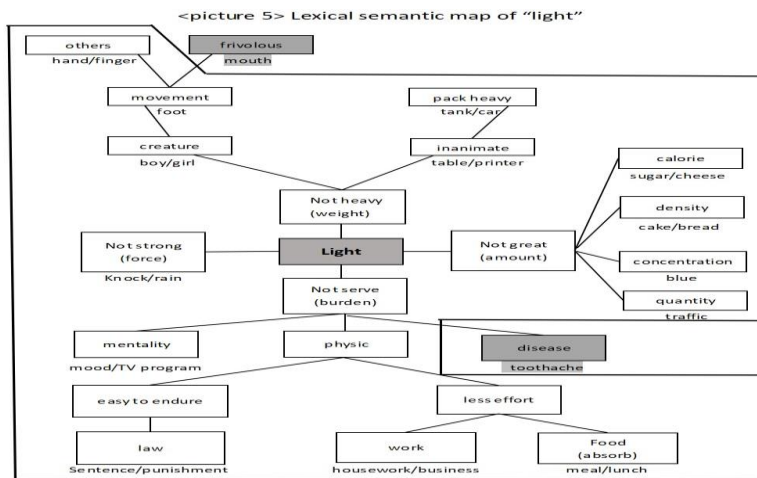 <picture 5> Lexical semantic map of “light”
others
hand/finger
frivolous
mouth
movement
foot
pack heavy
tank/car
creature
boy/girl
inanimate
table/printer
calorie
sugar/cheese
Not heavy
(weight)
density
cake/bread
Not strong
(force)
Knock/rain
Light
Not great
(amount)
concentration
blue
Not serve
(burden)
quantity
traffic
mentality
mood/TV program
physic
disease
toothache
easy to endure
less effort
law
Sentence/punishment
work
housework/business
Food
(absorb)
meal/lunch